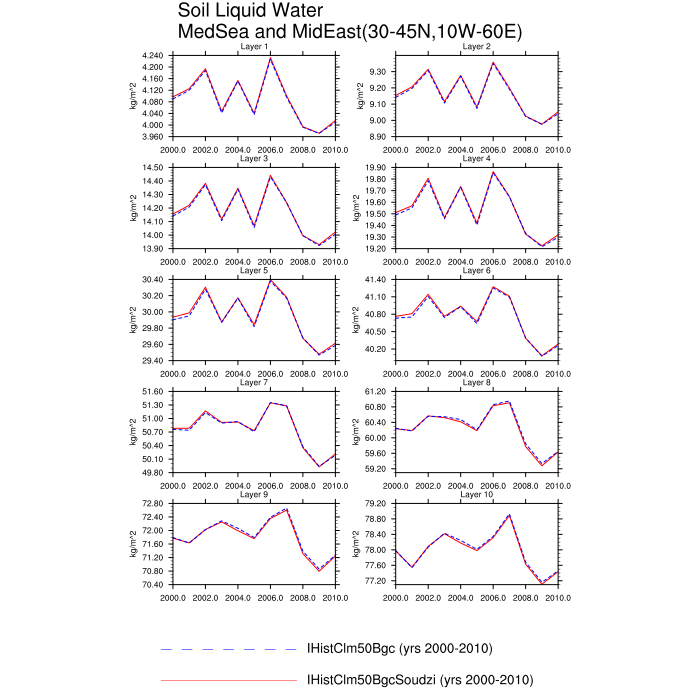 Soil Liquid Water
MedSea and MidEast(30-45N,10W-60E)
Layer 1
4.240
4.200
4.160
4.120
4.080
4.040
4.000
3.960
kg/m^2
2000.0 2002.0 2004.0 2006.0 2008.0 2010.0
Layer 2
9.30
9.20
9.10
9.00
8.90
kg/m^2
2000.0 2002.0 2004.0 2006.0 2008.0 2010.0
Layer 3
14.50
14.40
14.30
14.20
14.10
14.00
13.90
kg/m^2
2000.0 2002.0 2004.0 2006.0 2008.0 2010.0
Layer 4
19.90
19.80
19.70
19.60
19.50
19.40
19.30
19.20
kg/m^2
2000.0 2002.0 2004.0 2006.0 2008.0 2010.0
Layer 5
30.40
30.20
30.00
29.80
29.60
29.40
kg/m^2
2000.0 2002.0 2004.0 2006.0 2008.0 2010.0
Layer 6
41.40
41.10
40.80
40.50
40.20
kg/m^2
2000.0 2002.0 2004.0 2006.0 2008.0 2010.0
Layer 7
51.60
51.30
51.00
50.70
50.40
50.10
49.80
kg/m^2
2000.0 2002.0 2004.0 2006.0 2008.0 2010.0
Layer 8
61.20
60.80
60.40
60.00
59.60
59.20
kg/m^2
2000.0 2002.0 2004.0 2006.0 2008.0 2010.0
Layer 9
72.80
72.40
72.00
71.60
71.20
70.80
70.40
kg/m^2
2000.0 2002.0 2004.0 2006.0 2008.0 2010.0
Layer 10
79.20
78.80
78.40
78.00
77.60
77.20
kg/m^2
2000.0 2002.0 2004.0 2006.0 2008.0 2010.0
IHistClm50Bgc (yrs 2000-2010)
IHistClm50BgcSoudzi (yrs 2000-2010)